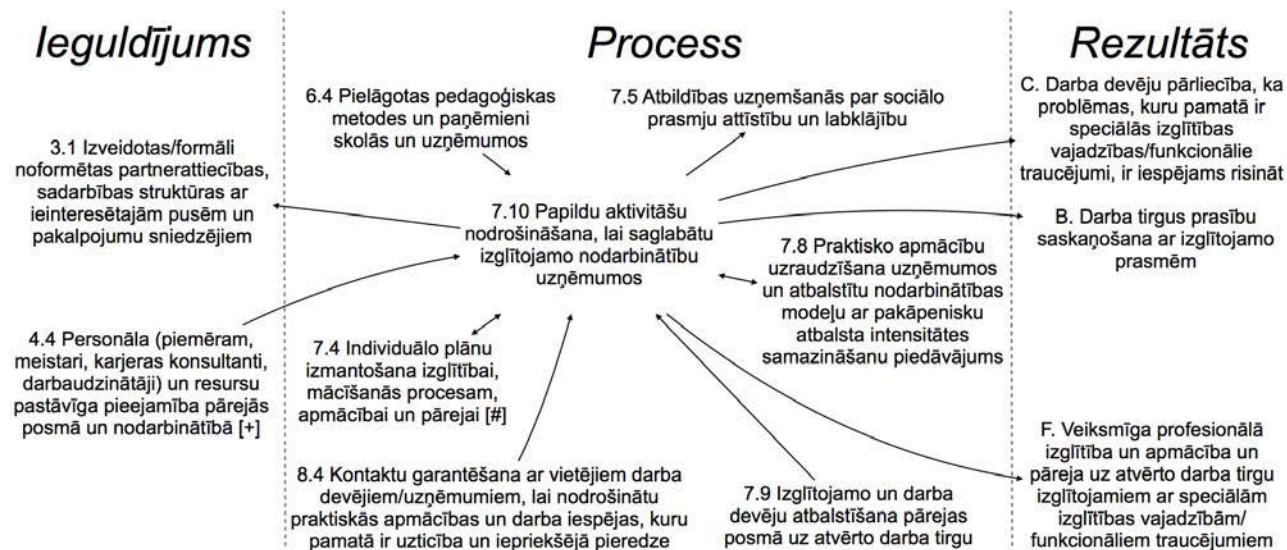 Ieguldījums
Process
Rezultāts
3.1 Izveidotas/formāli
noformētas partnerattiecības,
sadarbības struktūras ar
ieinteresētajām pusēm un
pakalpojumu sniedzējiem
4.4 Personāla (piemēram,
meistari, karjeras konsultanti,
darbaudzinātāji) un resursu
pastāvīga pieejamība pārejās
posmā un nodarbinātībā [+]
6.4 Pielāgotas pedagoģiskas
metodes un paņēmieni
skolās un uzņēmumos
7.5 Atbildības uzņemšanās par sociālo
prasmju attīstību un labklājību
7.10 Papildu aktivitāšu
nodrošināšana, lai saglabātu
izglītojamo nodarbinātību
uzņēmumos
7.8 Praktisko apmācību
uzraudzīšana uzņēmumos
un atbalstītu nodarbinātības
modeļu ar pakāpenisku
atbalsta intensitātes
samazināšanu piedāvājums
7.4 Individuālo plānu
izmantošana izglītībai,
mācīšanās procesam,
apmācībai un pārejai [#]
8.4 Kontaktu garantēšana ar vietējiem darba
devējiem/uzņēmumiem, lai nodrošinātu
praktiskās apmācības un darba iespējas, kuru
pamatā ir uzticība un iepriekšējā pieredze
7.9 Izglītojamo un darba
devēju atbalstīšana pārejas
posmā uz atvērto darba tirgu
C. Darba devēju pārliecība, ka
problēmas, kuru pamatā ir
speciālās izglītības
vajadzības/funkcionālie
traucējumi, ir iespējams risināt
B. Darba tirgus prasību
saskaņošana ar izglītojamo
prasmēm
F. Veiksmīga profesionālā
izglītība un apmācība un
pāreja uz atvērto darba tirgu
izglītojamiem ar speciālām
izglītības vajadzībām/
funkcionāliem traucējumiem